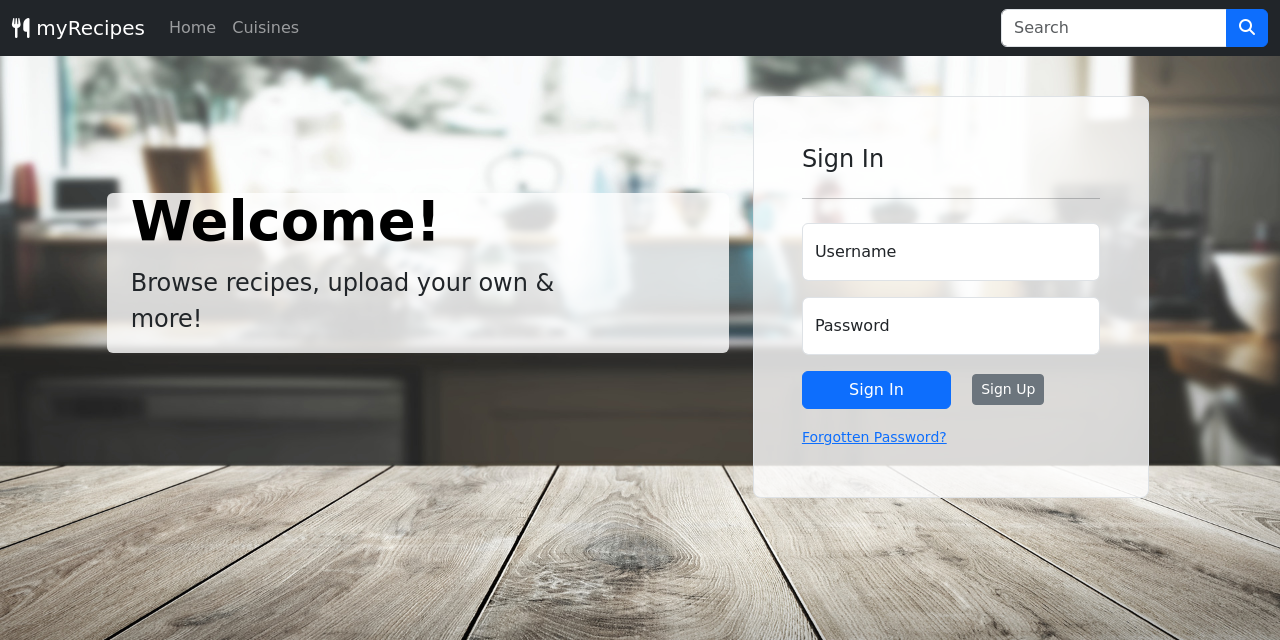 myRecipes Home Cuisines Search
Welcome!
Browse recipes, upload your own &
more!
Sign In
Username
Password
Sign In Sign Up
Forgotten Password?